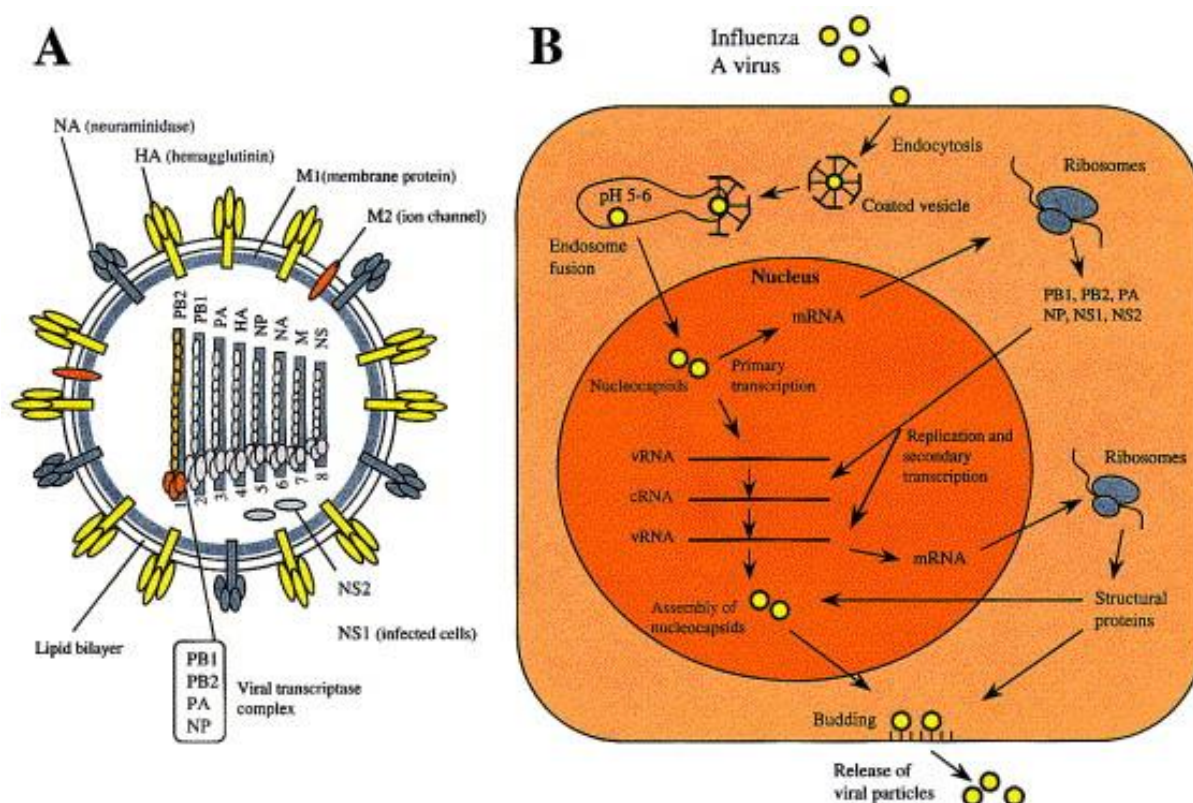 A
NA (neuraminidase)
HA (hemagglutinin)
M1(membrane protein)
M2 (ion channel)
PB2
PB1
PA
HA
NP
NA
M
NS
1
2
3
4
5
6
7
8
NS2
NS1 (infected cells)
Lipid bilayer
PB1
PB2
PA
NP
Viral transcriptase
complex
B
Influenza
A virus
Endocytosis
Ribosomes
pH 5-6
Coated vesicle
Endosome
fusion
Nucleus
PB1, PB2, PA
NP, NS1, NS2
mRNA
Nucleocapsids
Primary
transcription
vRNA
Replication and
secondary
transcription
Ribosomes
cRNA
vRNA
mRNA
Assembly of
nucleocapsids
Structural
proteins
Budding
Release of
viral particles